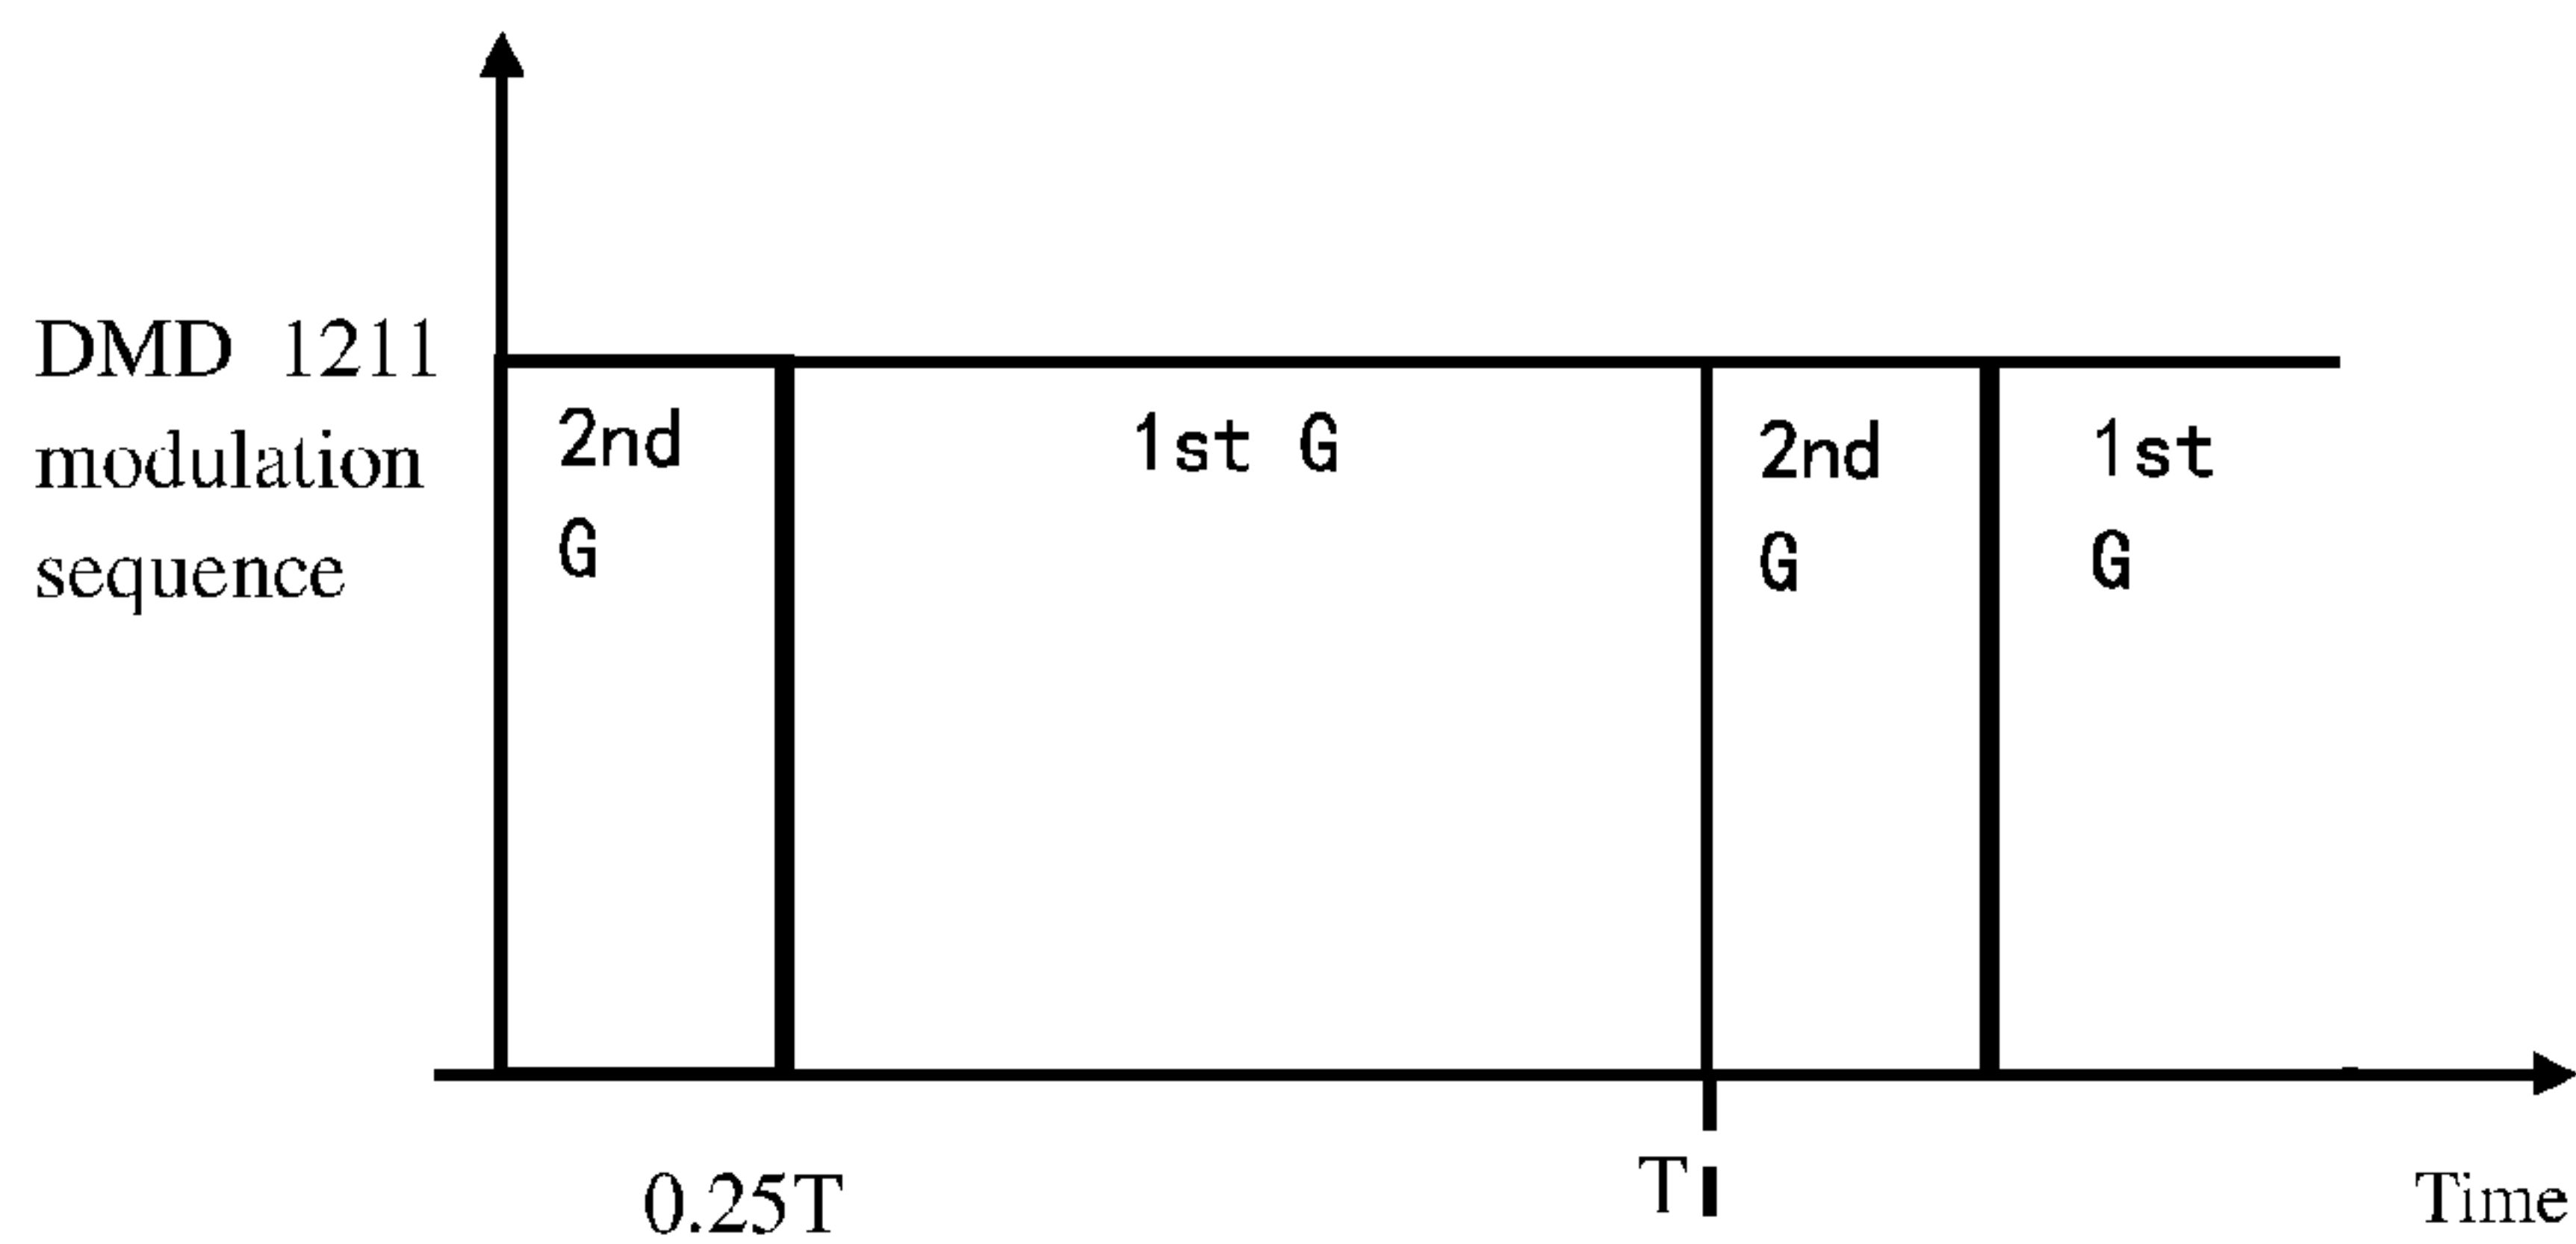 DMD 1211
modulation
sequence
2nd
G
1st G
2nd
G
1st
G
0.25T
T
Time